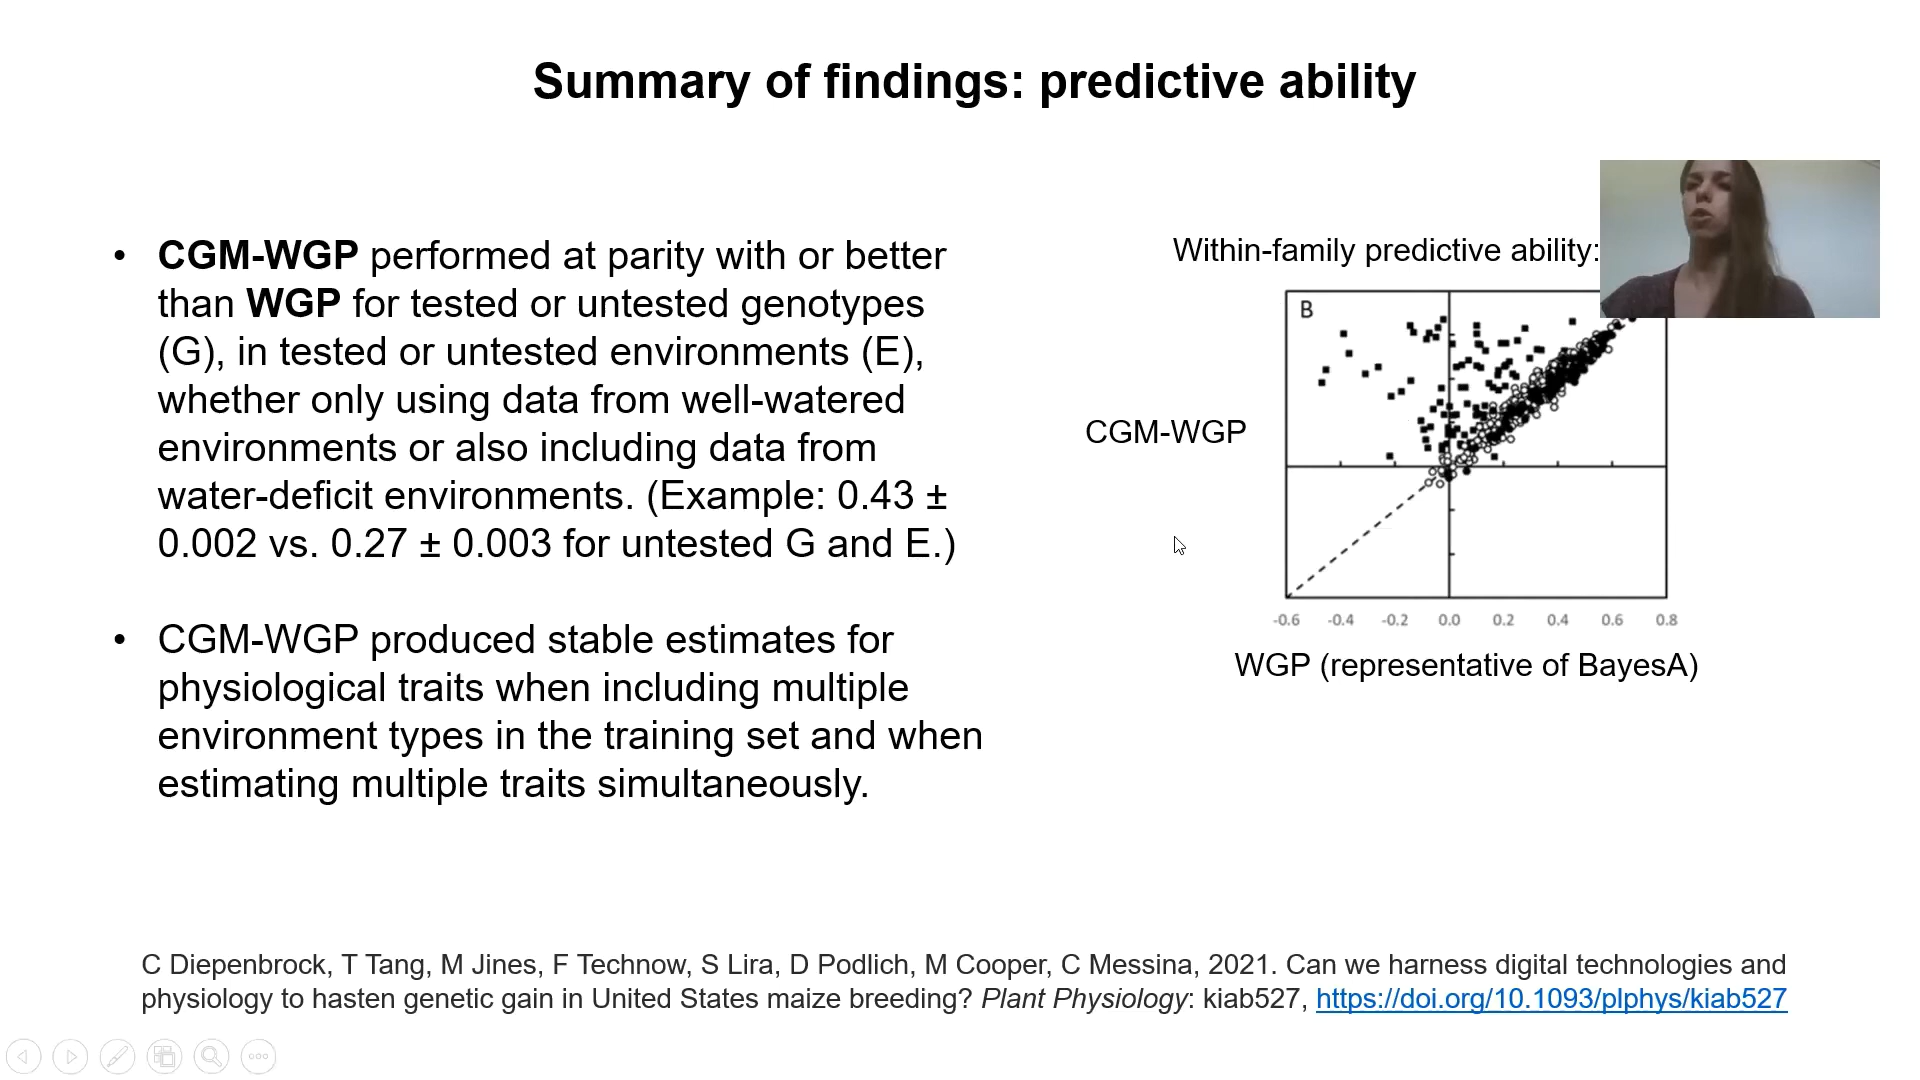 Summary of findings: predictive ability
• CGM-WGP performed at parity with or better
than WGP for tested or untested genotypes
(G), in tested or untested environments (E),
whether only using data from well-watered
environments or also including data from
water-deficit environments. (Example: 0.43 ±
0.002 vs. 0.27 ± 0.003 for untested G and E.)
• CGM-WGP produced stable estimates for
physiological traits when including multiple
environment types in the training set and when
estimating multiple traits simultaneously.
Within-family predictive ability:
B
CGM-WGP
-0.6 -0.4 -0.2 0.0 0.2 0.4 0.6 0.8
WGP (representative of BayesA)
C Diepenbrock, T Tang, M Jines, F Technow, S Lira, D Podlich, M Cooper, C Messina, 2021. Can we harness digital technologies and
physiology to hasten genetic gain in United States maize breeding? Plant Physiology: kiab527, https://doi.org/10.1093/plphys/kiab527